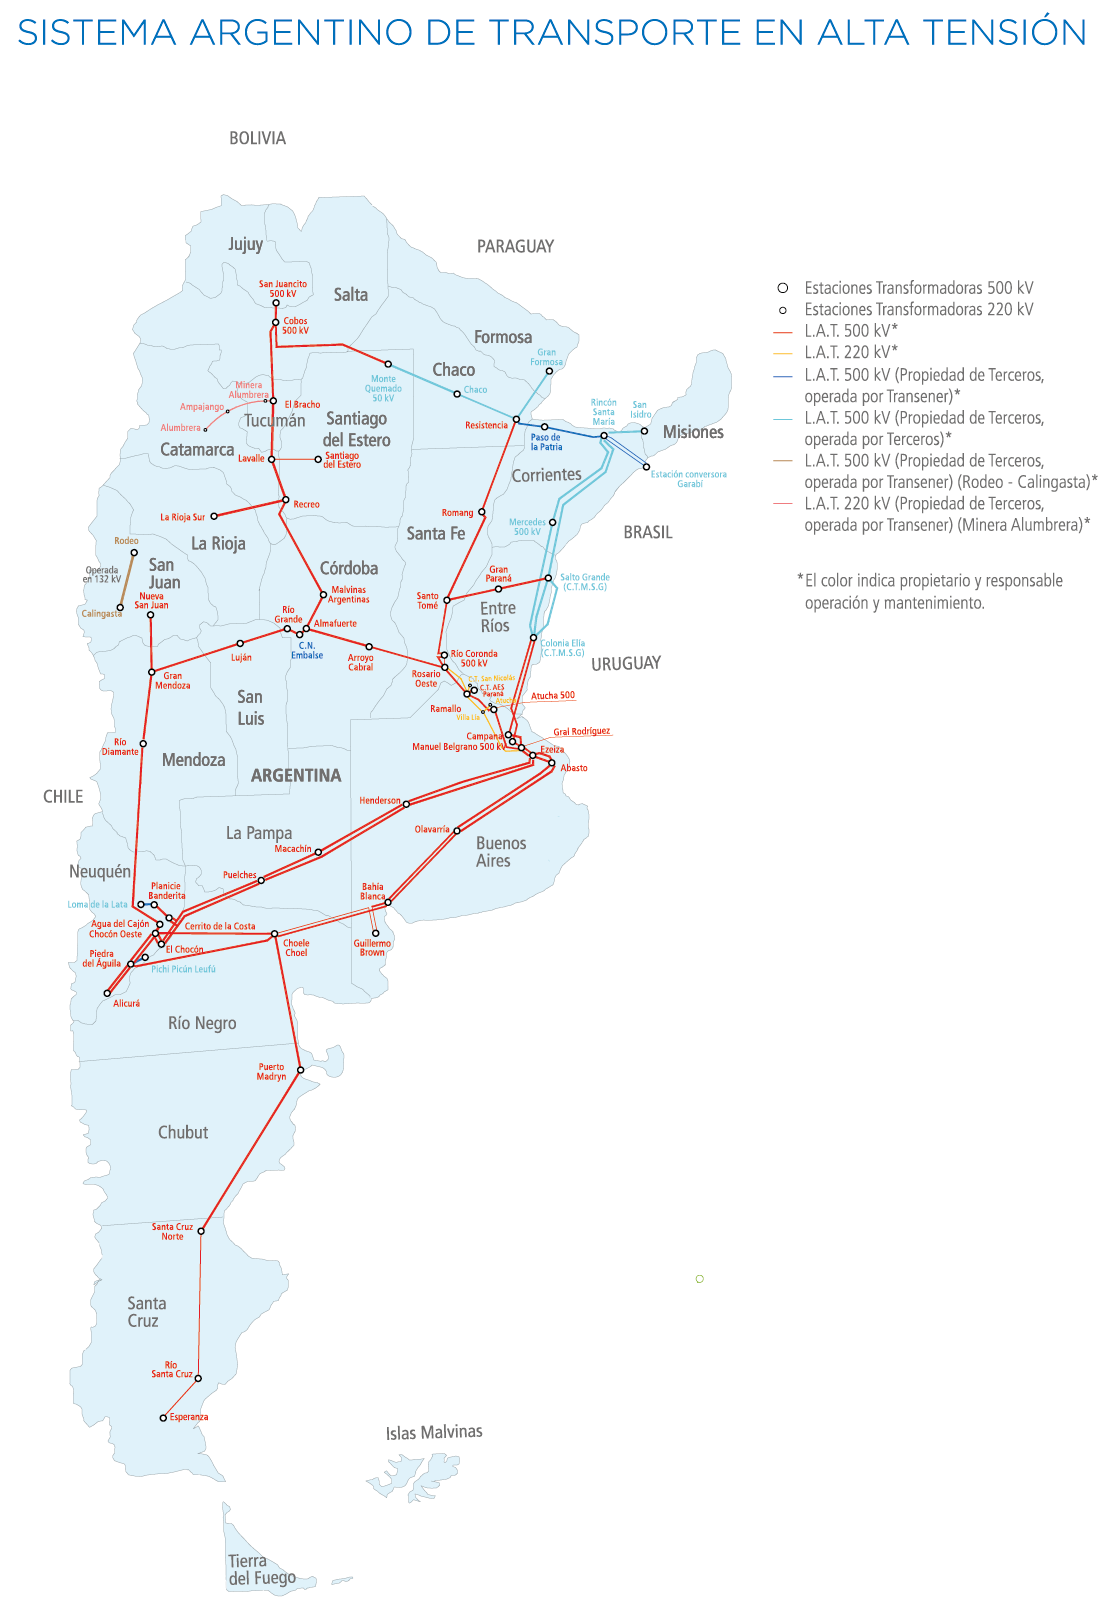 SISTEMA ARGENTINO DE TRANSPORTE EN ALTA TENSIÓN
BOLIVIA
Jujuy
PARAGUAY
San Juancito
500 kV
Salta
Cobos
500 kV
Formosa
Gran
Formosa
Chaco
Monte
Quemado
50 kV
Chaco
Minera
Alumbrera
Ampajango
El Bracho
Alumbrera
Tucumán
Santiago
del Estero
Resistencia
Paso de
la Patria
Rincón
Santa
María
San
Isidro
Misiones
Catamarca
Lavalle
Santiago
del Estero
Corrientes
Estación conversora
Garabí
Recreo
La Rioja Sur
La Rioja
Romang
Santa Fe
Mercedes
500 kV
BRASIL
Rodeo
Operada
en 132 kV
San
Juan
Calingasta
Nueva
San Juan
Córdoba
Malvinas
Argentinas
Gran
Paraná
Salto Grande
(C.T.M.S.G)
Santo
Tomé
Entre
Ríos
Río
Grande
Almafuerte
C.N.
Embalse
Luján
Arroyo
Cabral
Río Coronda
500 kV
Rosario
Oeste
Colonia Elia
(C.T.M.S.G)
URUGUAY
Gran
Mendoza
San
Luis
C.T. San Nicolás
C.T. AES
Paraná
Ramallo
Atucha
Villa Lía
Atucha 500
Río
Diamante
Mendoza
ARGENTINA
Campana
Manuel Belgrano 500 kV
Gral Rodríguez
Ezeiza
Abasto
CHILE
Henderson
Olavarría
Buenos
Aires
La Pampa
Macachín
Puelches
Neuquén
Planicie
Banderita
Loma de la Lata
Bahía
Blanca
Agua del Cajón
Chocón Oeste
Cerrito de la Costa
El Chocón
Piedra
del Águila
Pichi Picún Leufú
Choele
Choel
Guillermo
Brown
Alicurá
Río Negro
Puerto
Madryn
Chubut
Santa Cruz
Norte
Santa
Cruz
Río
Santa Cruz
Esperanza
Islas Malvinas
Tierra
del Fuego
Estaciones Transformadoras 500 kV
Estaciones Transformadoras 220 kV
L.A.T. 500 kV*
L.A.T. 220 kV*
L.A.T. 500 kV (Propiedad de Terceros,
operada por Transener)*
L.A.T. 500 kV (Propiedad de Terceros,
operada por Terceros)*
L.A.T. 500 kV (Propiedad de Terceros,
operada por Transener) (Rodeo - Calingasta)*
L.A.T. 220 kV (Propiedad de Terceros,
operada por Transener) (Minera Alumbrera)*
*El color indica propietario y responsable
operación y mantenimiento.